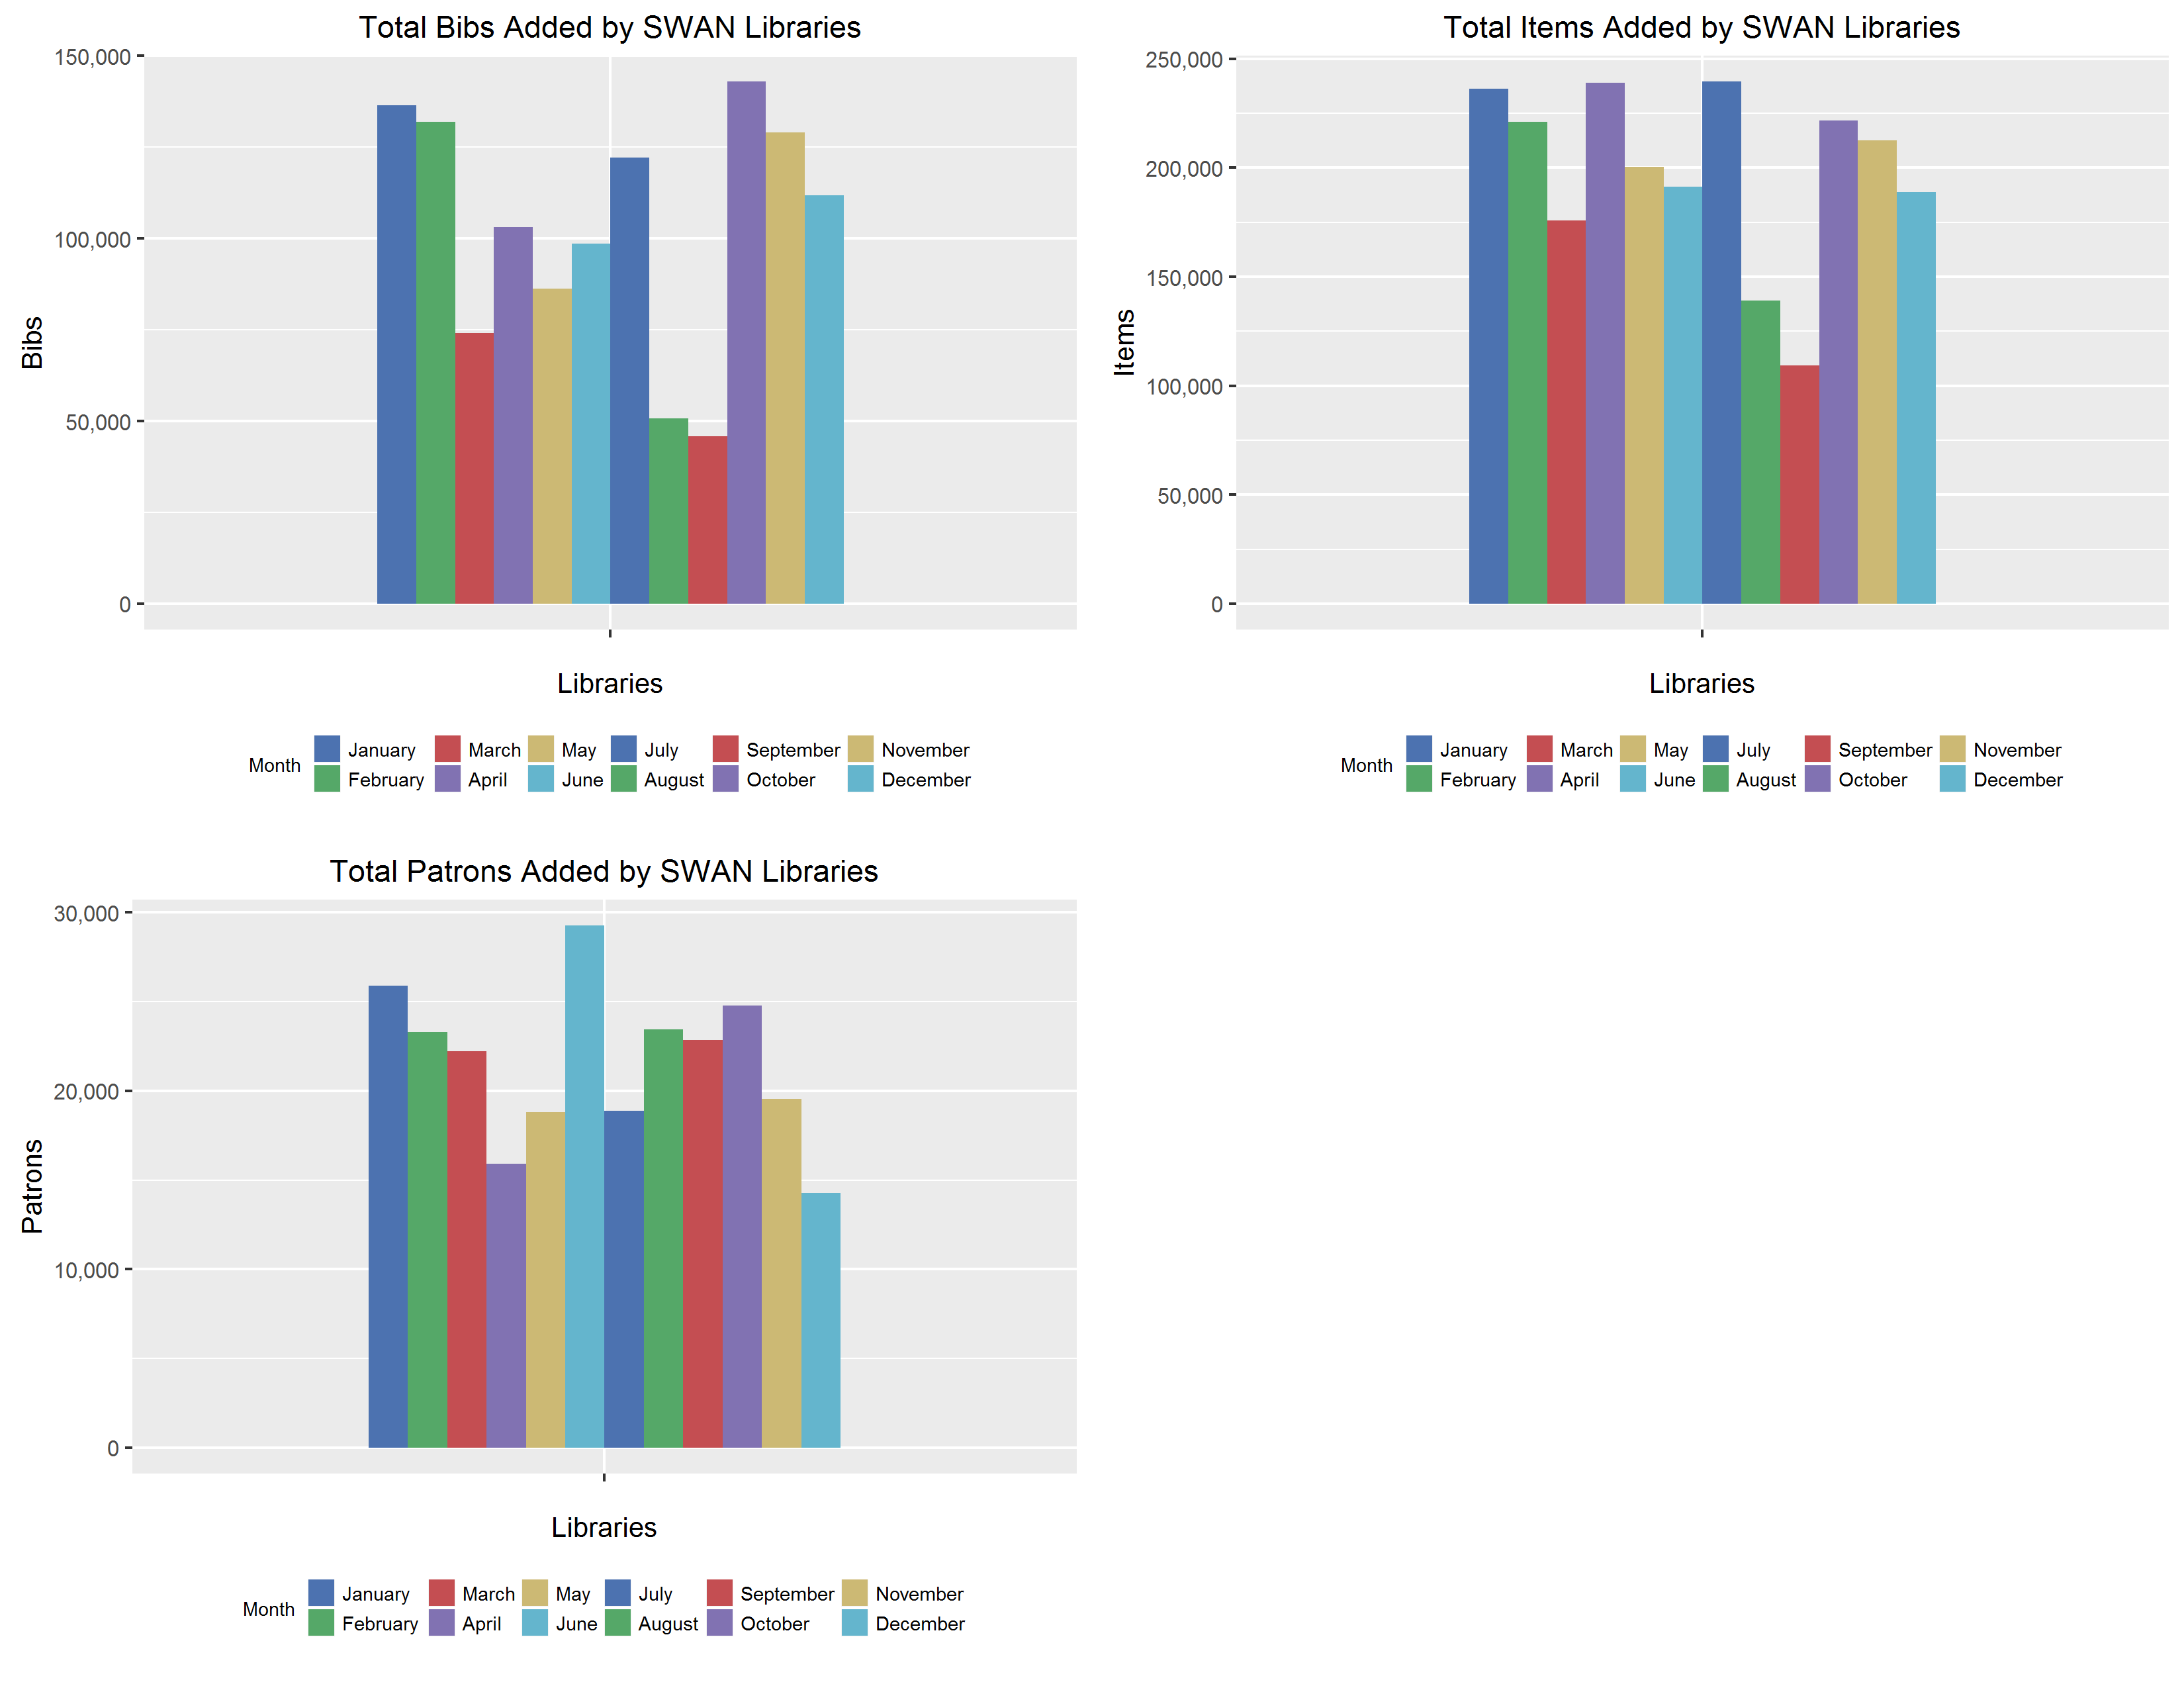 Total Bibs Added by SWAN Libraries
150,000
100,000
50,000
0
Bibs
Libraries
Month
January March May July September November
February April June August October December
Total Items Added by SWAN Libraries
250,000
200,000
150,000
100,000
50,000
0
Items
Libraries
Month
January March May July September November
February April June August October December
Total Patrons Added by SWAN Libraries
30,000
20,000
10,000
0
Patrons
Libraries
Month
January March May July September November
February April June August October December